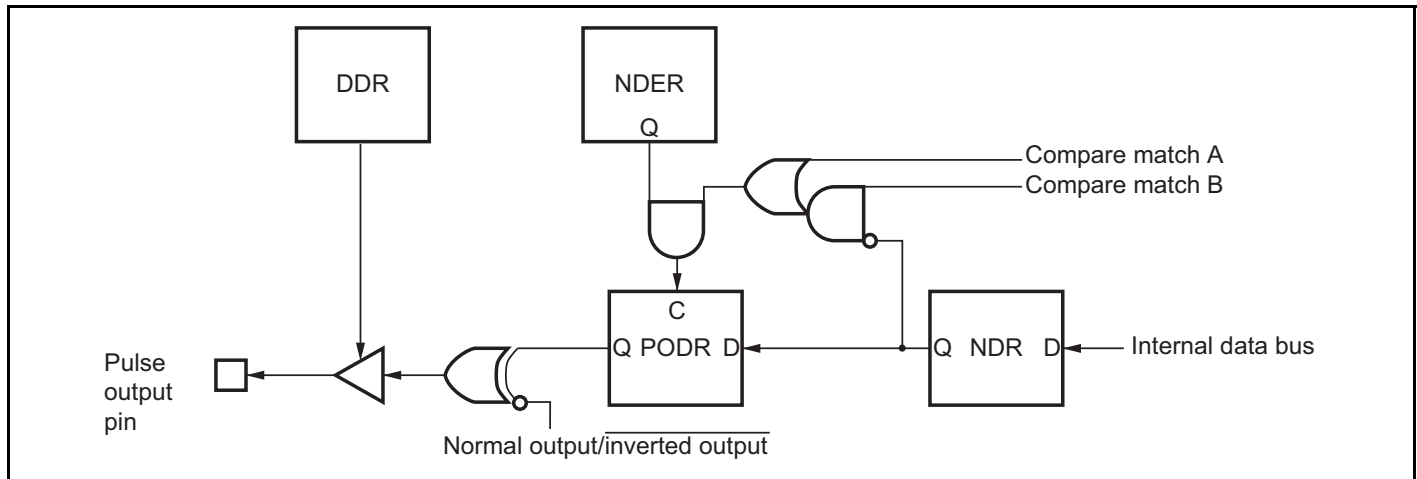 DDR
NDER
Q
Compare match A
Compare match B
C
Q PODR D
Q NDR D
Internal data bus
Pulse
output
pin
Normal output/inverted output